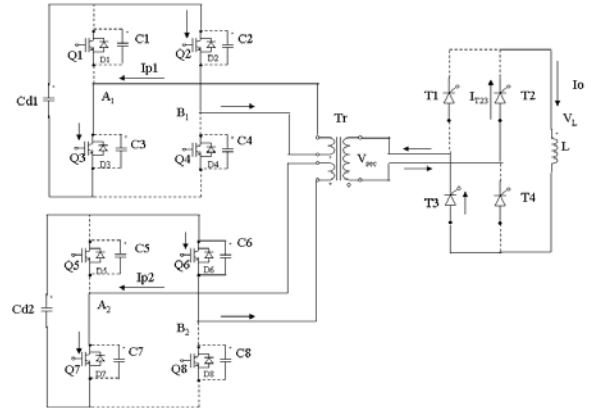 C1
C2
Q1
D1
Q2
D2
Ip1
Cd1
A1
B1
Q3
D3
C3
Q4
D4
C4
Tr
Vsec
T1
IT23
T2
Io
VL
L
T3
T4
C5
C6
Q5
D5
Q6
D6
Ip2
Cd2
A2
B2
Q7
D7
C7
Q8
D8
C8